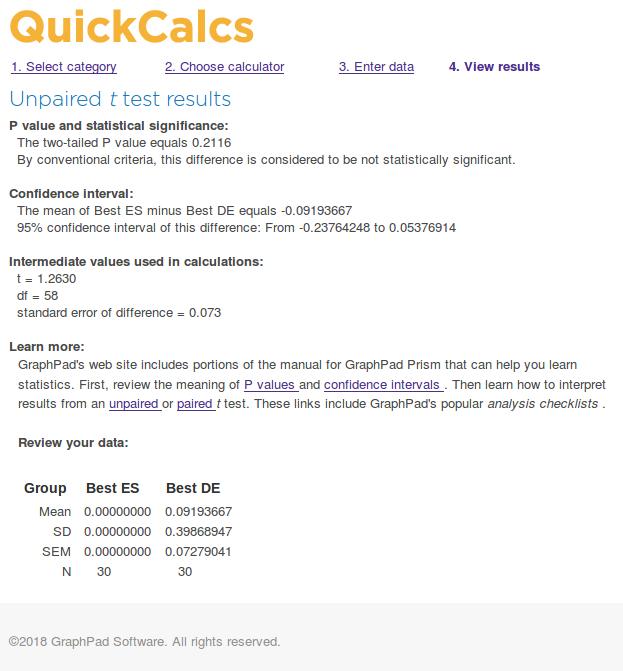 QuickCalcs
1. Select category 2. Choose calculator 3. Enter data 4. View results
Unpaired t test results
P value and statistical significance:
The two-tailed P value equals 0.2116
By conventional criteria, this difference is considered to be not statistically significant.
Confidence interval:
The mean of Best ES minus Best DE equals -0.09193667
95% confidence interval of this difference: From -0.23764248 to 0.05376914
Intermediate values used in calculations:
t = 1.2630
df = 58
standard error of difference = 0.073
Learn more:
GraphPad's web site includes portions of the manual for GraphPad Prism that can help you learn
statistics. First, review the meaning of P values and confidence intervals . Then learn how to interpret
results from an unpaired or paired t test. These links include GraphPad's popular analysis checklists .
Review your data:
Group Best ES Best DE
Mean 0.00000000 0.09193667
SD 0.00000000 0.39868947
SEM 0.00000000 0.07279041
N 30 30
©2018 GraphPad Software. All rights reserved.